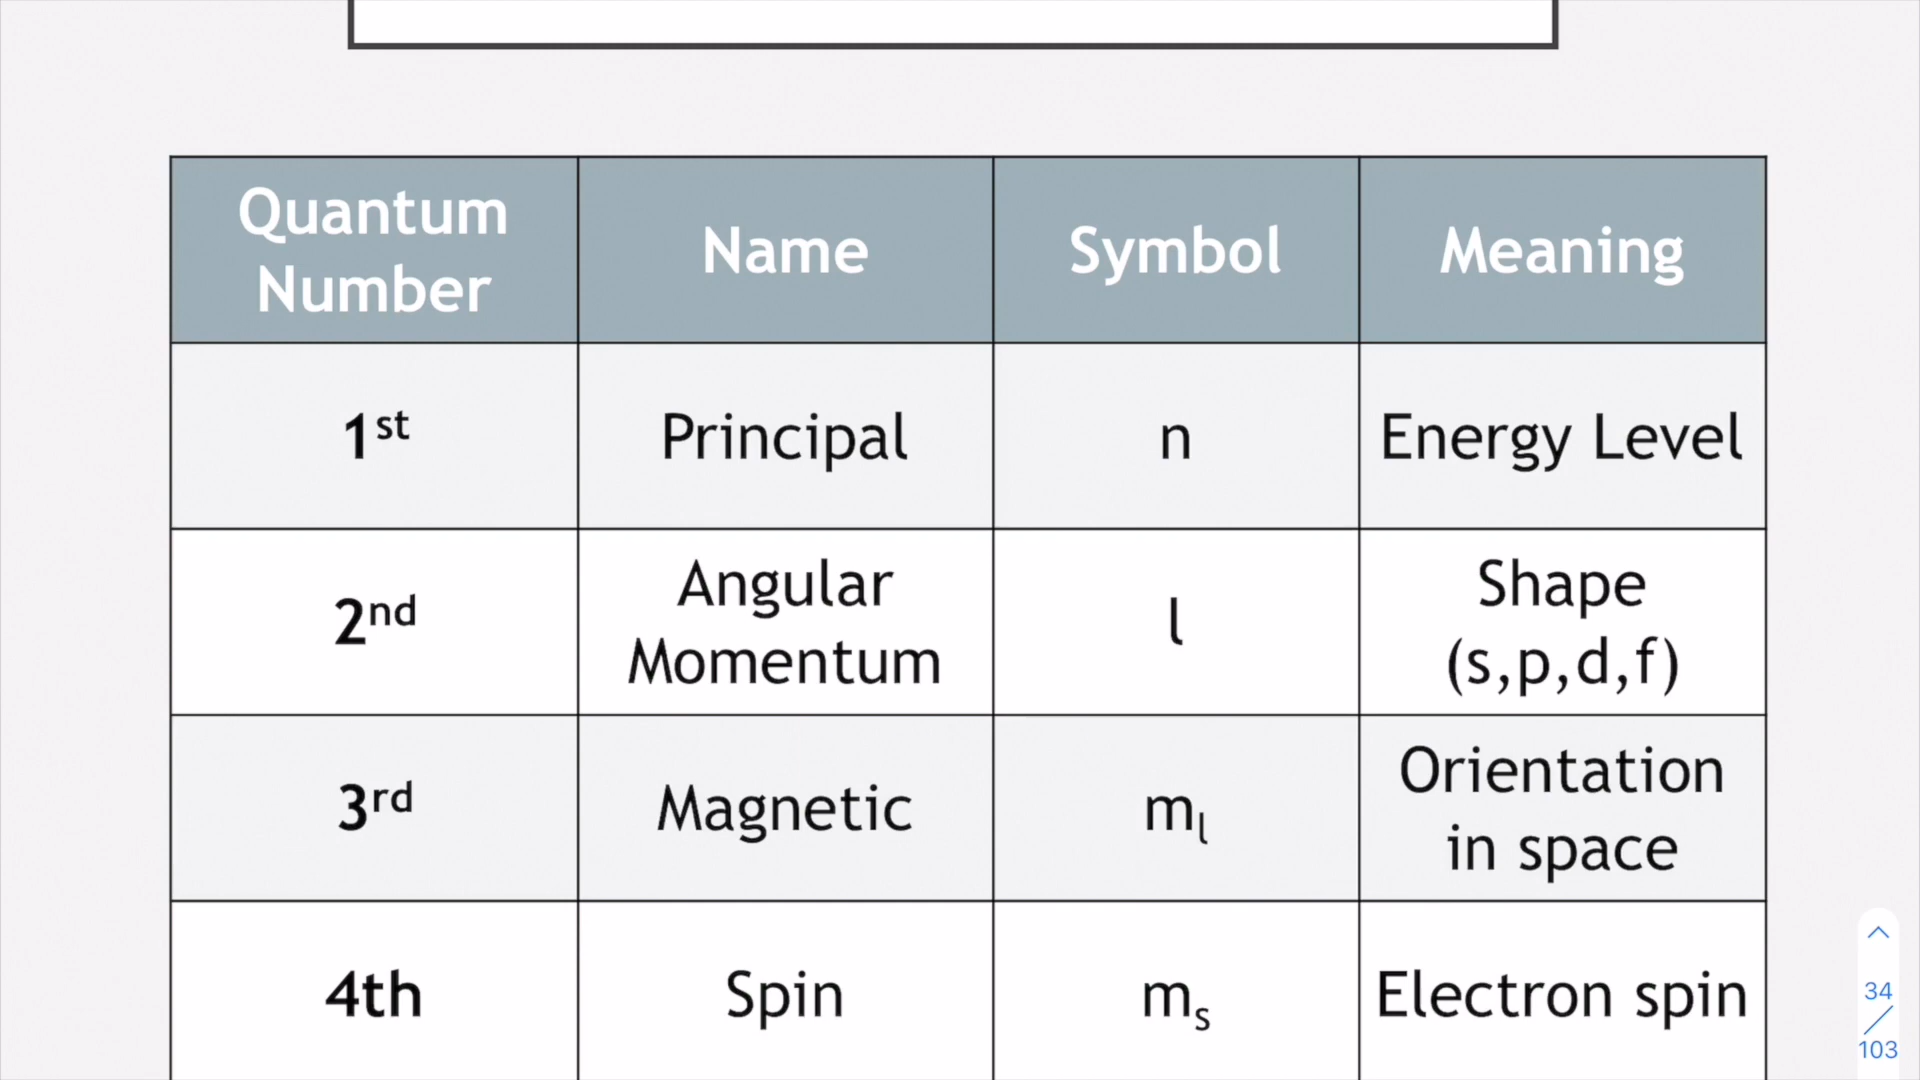 Quantum Number
Name
Symbol
Meaning
1st
Principal
n
Energy Level
2nd
Angular
Momentum
l
Shape
(s,p,d,f)
3rd
Magnetic
ml
Orientation
in space
4th
Spin
ms
Electron spin
34
/
103